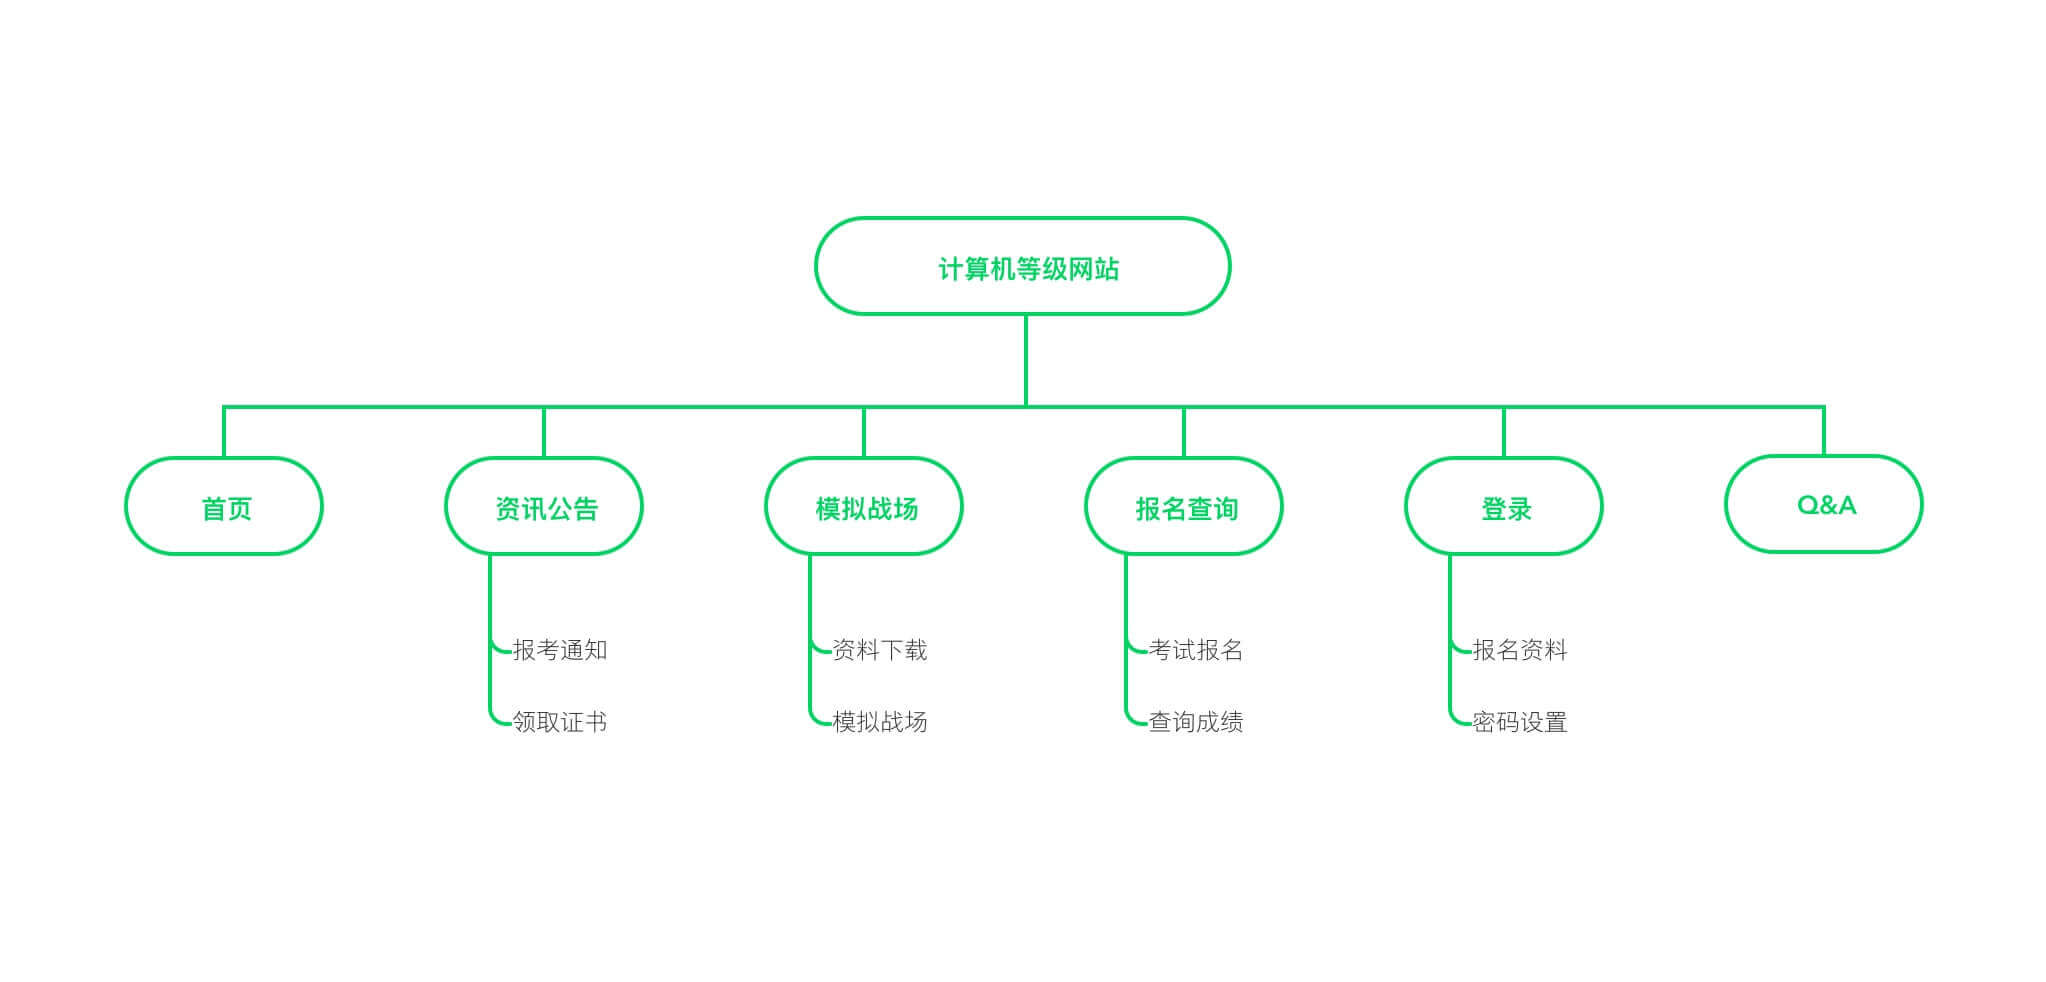 计算机等级网站
首页
资讯公告
模拟战场
报名查询
登录
Q&A
报考通知
资料下载
考试报名
报名资料
领取证书
模拟战场
查询成绩
密码设置